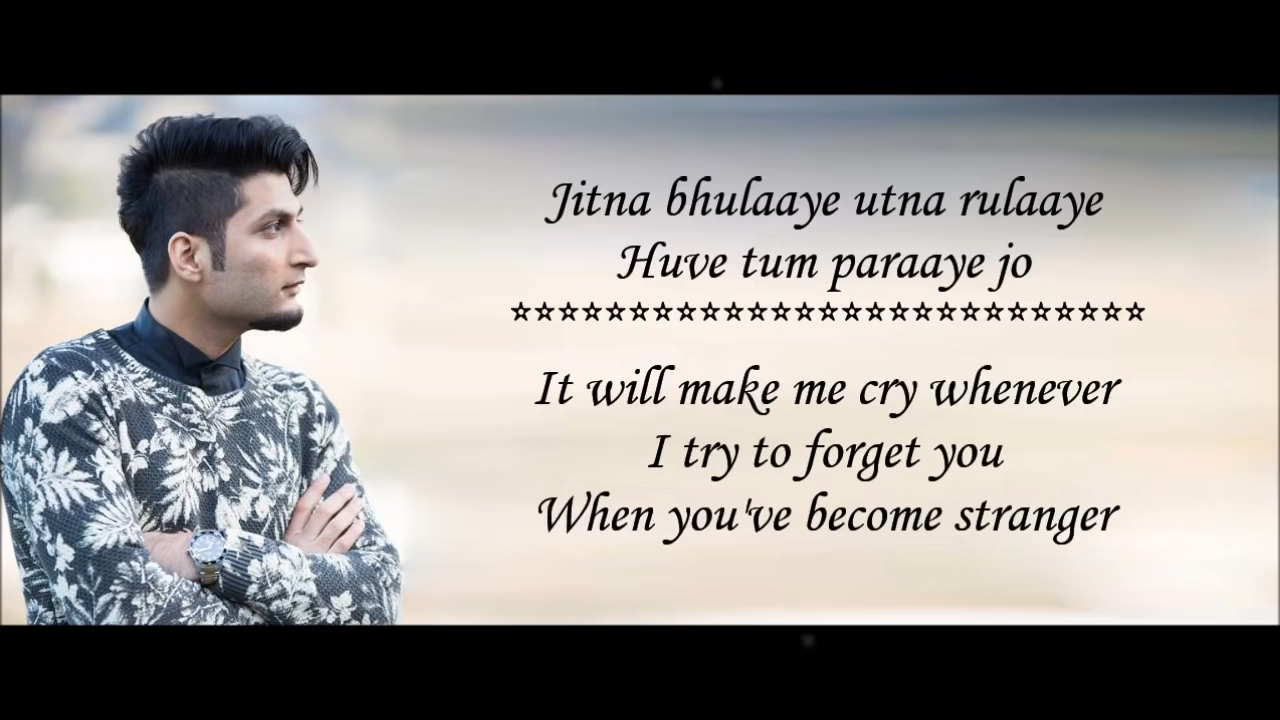 Jitna bhulaaye utna rulaaye
Huve tum paraaye jo
☆☆☆☆☆☆☆☆☆☆☆☆☆☆☆☆☆☆☆☆☆☆☆☆☆☆☆
It will make me cry whenever
I try to forget you
When you've become stranger